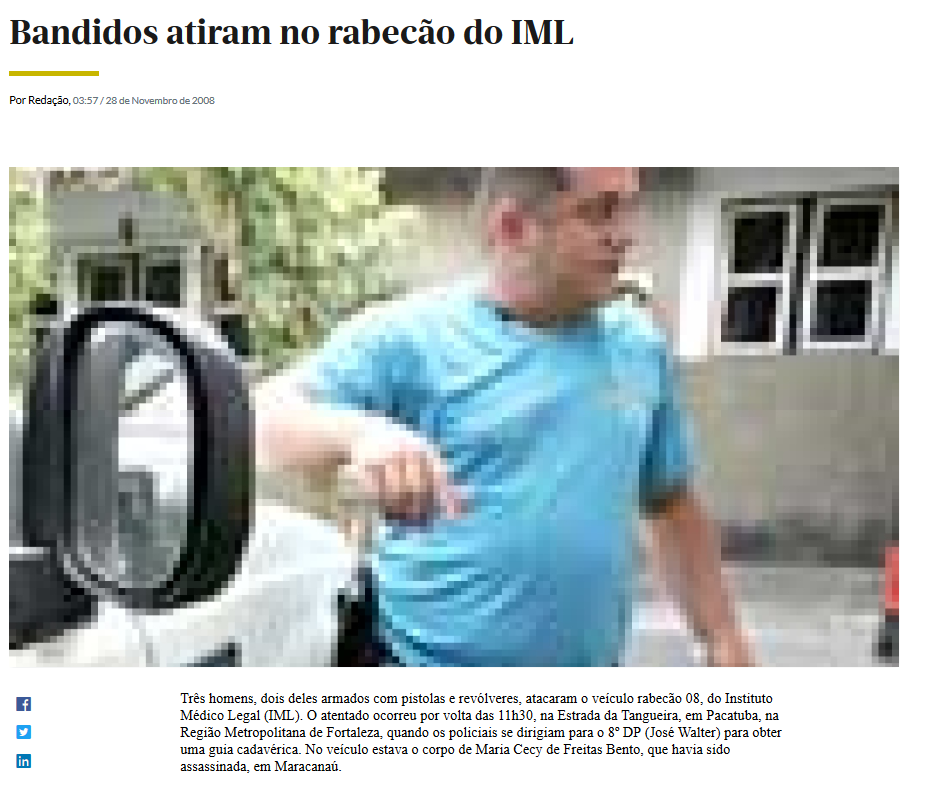 Bandidos atiram no rabecão do IML
Por Redação, 03:57 / 28 de Novembro de 2008
Três homens, dois deles armados com pistolas e revólveres, atacaram o veículo rabecão 08, do Instituto
Médico Legal (IML). O atentado ocorreu por volta das 11h30, na Estrada da Tangueira, em Pacatuba, na
Região Metropolitana de Fortaleza, quando os policiais se dirigiam para o 8º DP (José Walter) para obter
uma guia cadavérica. No veículo estava o corpo de Maria Cecy de Freitas Bento, que havia sido
assassinada, em Maracanaú.